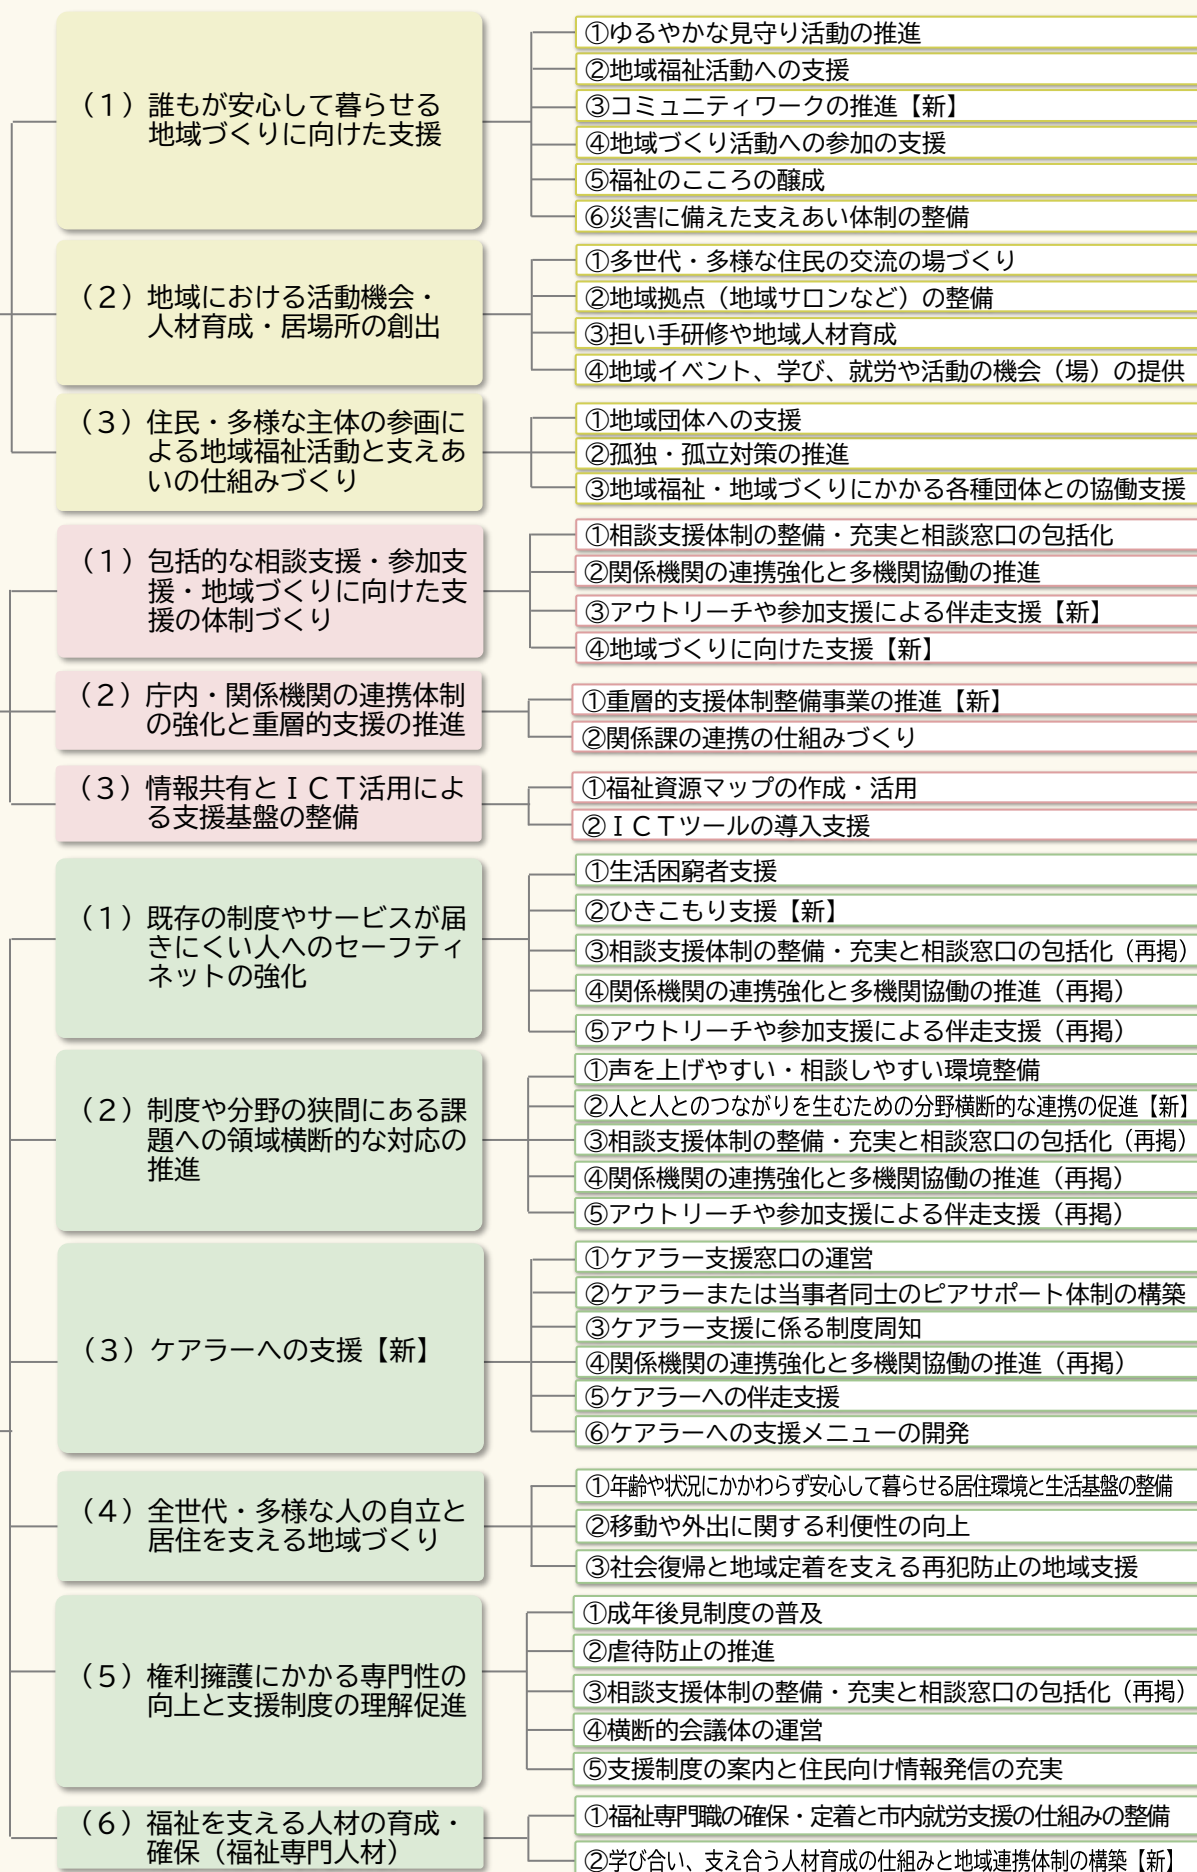 （１）誰もが安心して暮らせる
地域づくりに向けた支援
①ゆるやかな見守り活動の推進
②地域福祉活動への支援
③コミュニティワークの推進【新】
④地域づくり活動への参加の支援
⑤福祉のこころの醸成
⑥災害に備えた支えあい体制の整備
（２）地域における活動機会・
人材育成・居場所の創出
①多世代・多様な住民の交流の場づくり
②地域拠点（地域サロンなど）の整備
③担い手研修や地域人材育成
④地域イベント、学び、就労や活動の機会（場）の提供
（３）住民・多様な主体の参画に
よる地域福祉活動と支えあ
いの仕組みづくり
①地域団体への支援
②孤独・孤立対策の推進
③地域福祉・地域づくりにかかる各種団体との協働支援
（１）包括的な相談支援・参加支
援・地域づくりに向けた支
援の体制づくり
①相談支援体制の整備・充実と相談窓口の包括化
②関係機関の連携強化と多機関協働の推進
③アウトリーチや参加支援による伴走支援【新】
④地域づくりに向けた支援【新】
（２）庁内・関係機関の連携体制
の強化と重層的支援の推進
①重層的支援体制整備事業の推進【新】
②関係課の連携の仕組みづくり
（３）情報共有とＩＣＴ活用によ
る支援基盤の整備
①福祉資源マップの作成・活用
②ＩＣＴツールの導入支援
（１）既存の制度やサービスが届
きにくい人へのセーフティ
ネットの強化
①生活困窮者支援
②ひきこもり支援【新】
③相談支援体制の整備・充実と相談窓口の包括化（再掲）
④関係機関の連携強化と多機関協働の推進（再掲）
⑤アウトリーチや参加支援による伴走支援（再掲）
（２）制度や分野の狭間にある課
題への領域横断的な対応の
推進
①声を上げやすい・相談しやすい環境整備
②人と人とのつながりを生むための分野横断的な連携の促進【新】
③相談支援体制の整備・充実と相談窓口の包括化（再掲）
④関係機関の連携強化と多機関協働の推進（再掲）
⑤アウトリーチや参加支援による伴走支援（再掲）
（３）ケアラーへの支援【新】
①ケアラー支援窓口の運営
②ケアラーまたは当事者同士のピアサポート体制の構築
③ケアラー支援に係る制度周知
④関係機関の連携強化と多機関協働の推進（再掲）
⑤ケアラーへの伴走支援
⑥ケアラーへの支援メニューの開発
（４）全世代・多様な人の自立と
居住を支える地域づくり
①年齢や状況にかかわらず安心して暮らせる居住環境と生活基盤の整備
②移動や外出に関する利便性の向上
③社会復帰と地域定着を支える再犯防止の地域支援
（５）権利擁護にかかる専門性の
向上と支援制度の理解促進
①成年後見制度の普及
②虐待防止の推進
③相談支援体制の整備・充実と相談窓口の包括化（再掲）
④横断的会議体の運営
⑤支援制度の案内と住民向け情報発信の充実
（６）福祉を支える人材の育成・
確保（福祉専門人材）
①福祉専門職の確保・定着と市内就労支援の仕組みの整備
②学び合い、支え合う人材育成の仕組みと地域連携体制の構築【新】